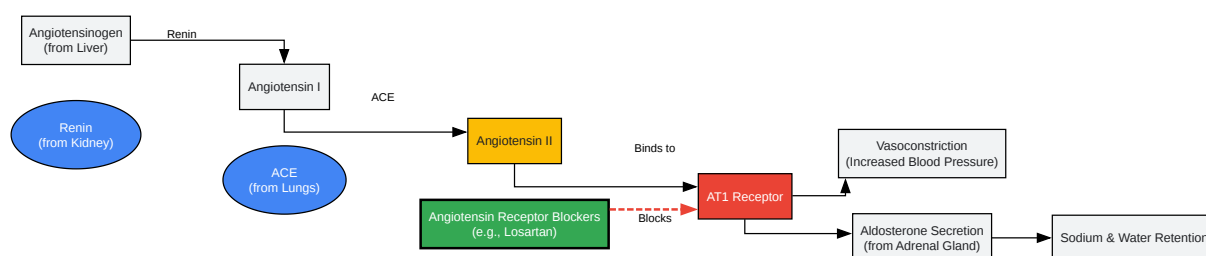 Angiotensinogen
(from Liver)
Renin
Angiotensin I
Renin
(from Kidney)
ACE
ACE
(from Lungs)
Angiotensin II
Binds to
Vasoconstriction
(Increased Blood Pressure)
AT1 Receptor
Angiotensin Receptor Blockers
(e.g., Losartan)
Blocks
Aldosterone Secretion
(from Adrenal Gland)
Sodium & Water Retention